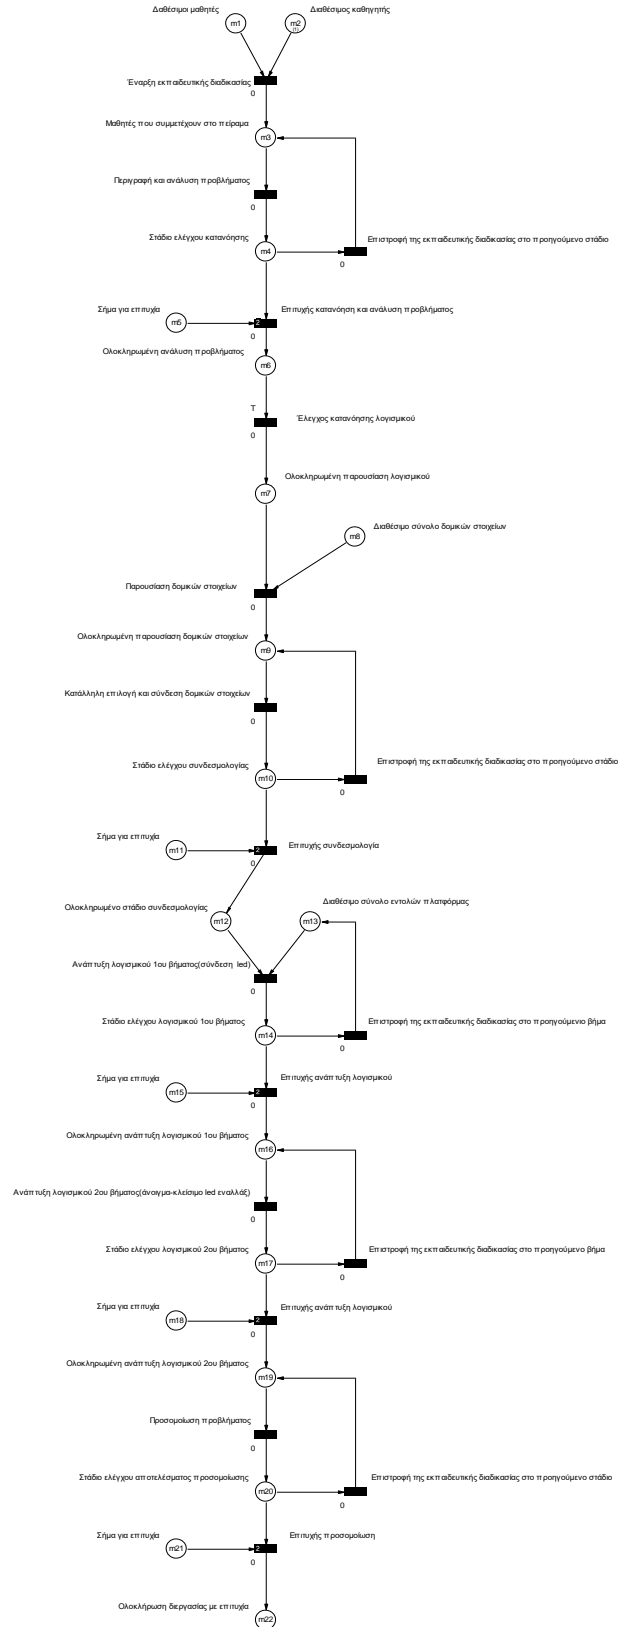 Διαθέσιμοι μαθητές
Διαθέσιμος καθηγητής
m1
m2
(1)
Έναρξη εκπαιδευτικής διαδικασίας
0
Μαθητές που συμμετέχουν στο πείραμα
m3
Περιγραφή και ανάλυση προβλήματος
0
Στάδιο ελέγχου κατανόησης
m4
Επιστροφή της εκπαιδευτικής διαδικασίας στο προηγούμενο στάδιο
0
Σήμα για επιτυχία
m5
2
Επιτυχής κατανόηση και ανάλυση προβλήματος
0
Ολοκληρωμένη ανάλυση προβλήματος
m6
T
Έλεγχος κατανόησης λογισμικού
0
Ολοκληρωμένη παρουσίαση λογισμικού
m7
Διαθέσιμο σύνολο δομικών στοιχείων
m8
Παρουσίαση δομικών στοιχείων
0
Ολοκληρωμένη παρουσίαση δομικών στοιχείων
m9
Κατάλληλη επιλογή και σύνδεση δομικών στοιχείων
0
Στάδιο ελέγχου συνδεσμολογίας
m10
Επιστροφή της εκπαιδευτικής διαδικασίας στο προηγούμενο στάδιο
0
Σήμα για επιτυχία
m11
2
Επιτυχής συνδεσμολογία
0
Ολοκληρωμένο στάδιο συνδεσμολογίας
m12
Διαθέσιμο σύνολο εντολών πλατφόρμας
m13
Ανάπτυξη λογισμικού 1ου βήματος(σύνδεση led)
0
Στάδιο ελέγχου λογισμικού 1ου βήματος
m14
Επιστροφή της εκπαιδευτικής διαδικασίας στο προηγούμενιο βήμα
0
Σήμα για επιτυχία
m15
2
Επιτυχής ανάπτυξη λογισμικού
0
Ολοκληρωμένη ανάπτυξη λογισμικού 1ου βήματος
m16
Ανάπτυξη λογισμικού 2ου βήματος(άνοιγμα-κλείσιμο led εναλλάξ)
0
Στάδιο ελέγχου λογισμικού 2ου βήματος
m17
Επιστροφή της εκπαιδευτικής διαδικασίας στο προηγούμενο βήμα
0
Σήμα για επιτυχία
m18
2
Επιτυχής ανάπτυξη λογισμικού
0
Ολοκληρωμένη ανάπτυξη λογισμικού 2ου βήματος
m19
Προσομοίωση προβλήματος
0
Στάδιο ελέγχου αποτελέσματος προσομοίωσης
m20
Επιστροφή της εκπαιδευτικής διαδικασίας στο προηγούμενο στάδιο
0
Σήμα για επιτυχία
m21
2
Επιτυχής προσομοίωση
0
Ολοκλήρωση διεργασίας με επιτυχία
m22